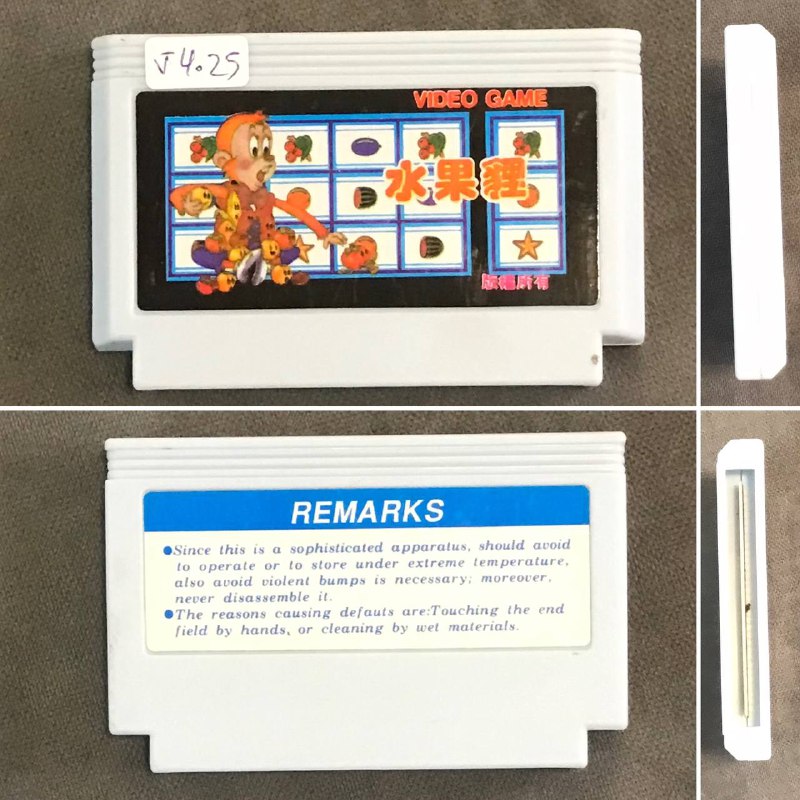 J4.25
VIDEO GAME
水果貍
版權所有
REMARKS
●Since this is a sophisticated apparatus, should avoid
to operate or to store under extreme temperature,
also avoid violent bumps is necessary; moreover,
never disassemble it.
●The reasons causing defauts are:Touching the end
field by hands, or cleaning by wet materials.